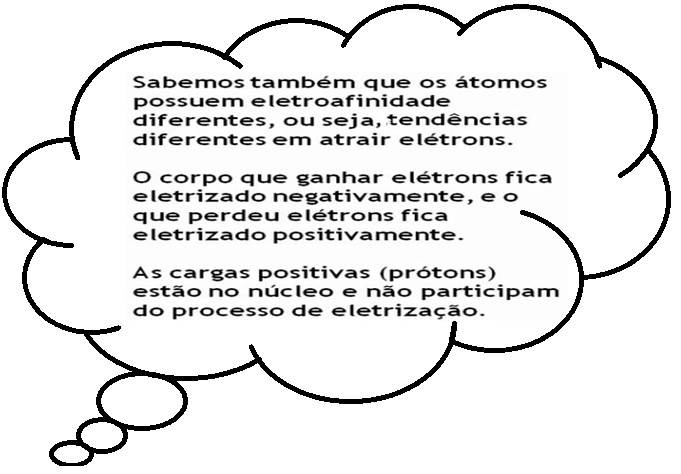 Sabemos também que os átomos
possuem eletroafinidade
diferentes, ou seja, tendências
diferentes em atrair elétrons.
O corpo que ganhar elétrons fica
eletrizado negativamente, e o
que perdeu elétrons fica
eletrizado positivamente.
As cargas positivas (prótons)
estão no núcleo e não participam
do processo de eletrização.